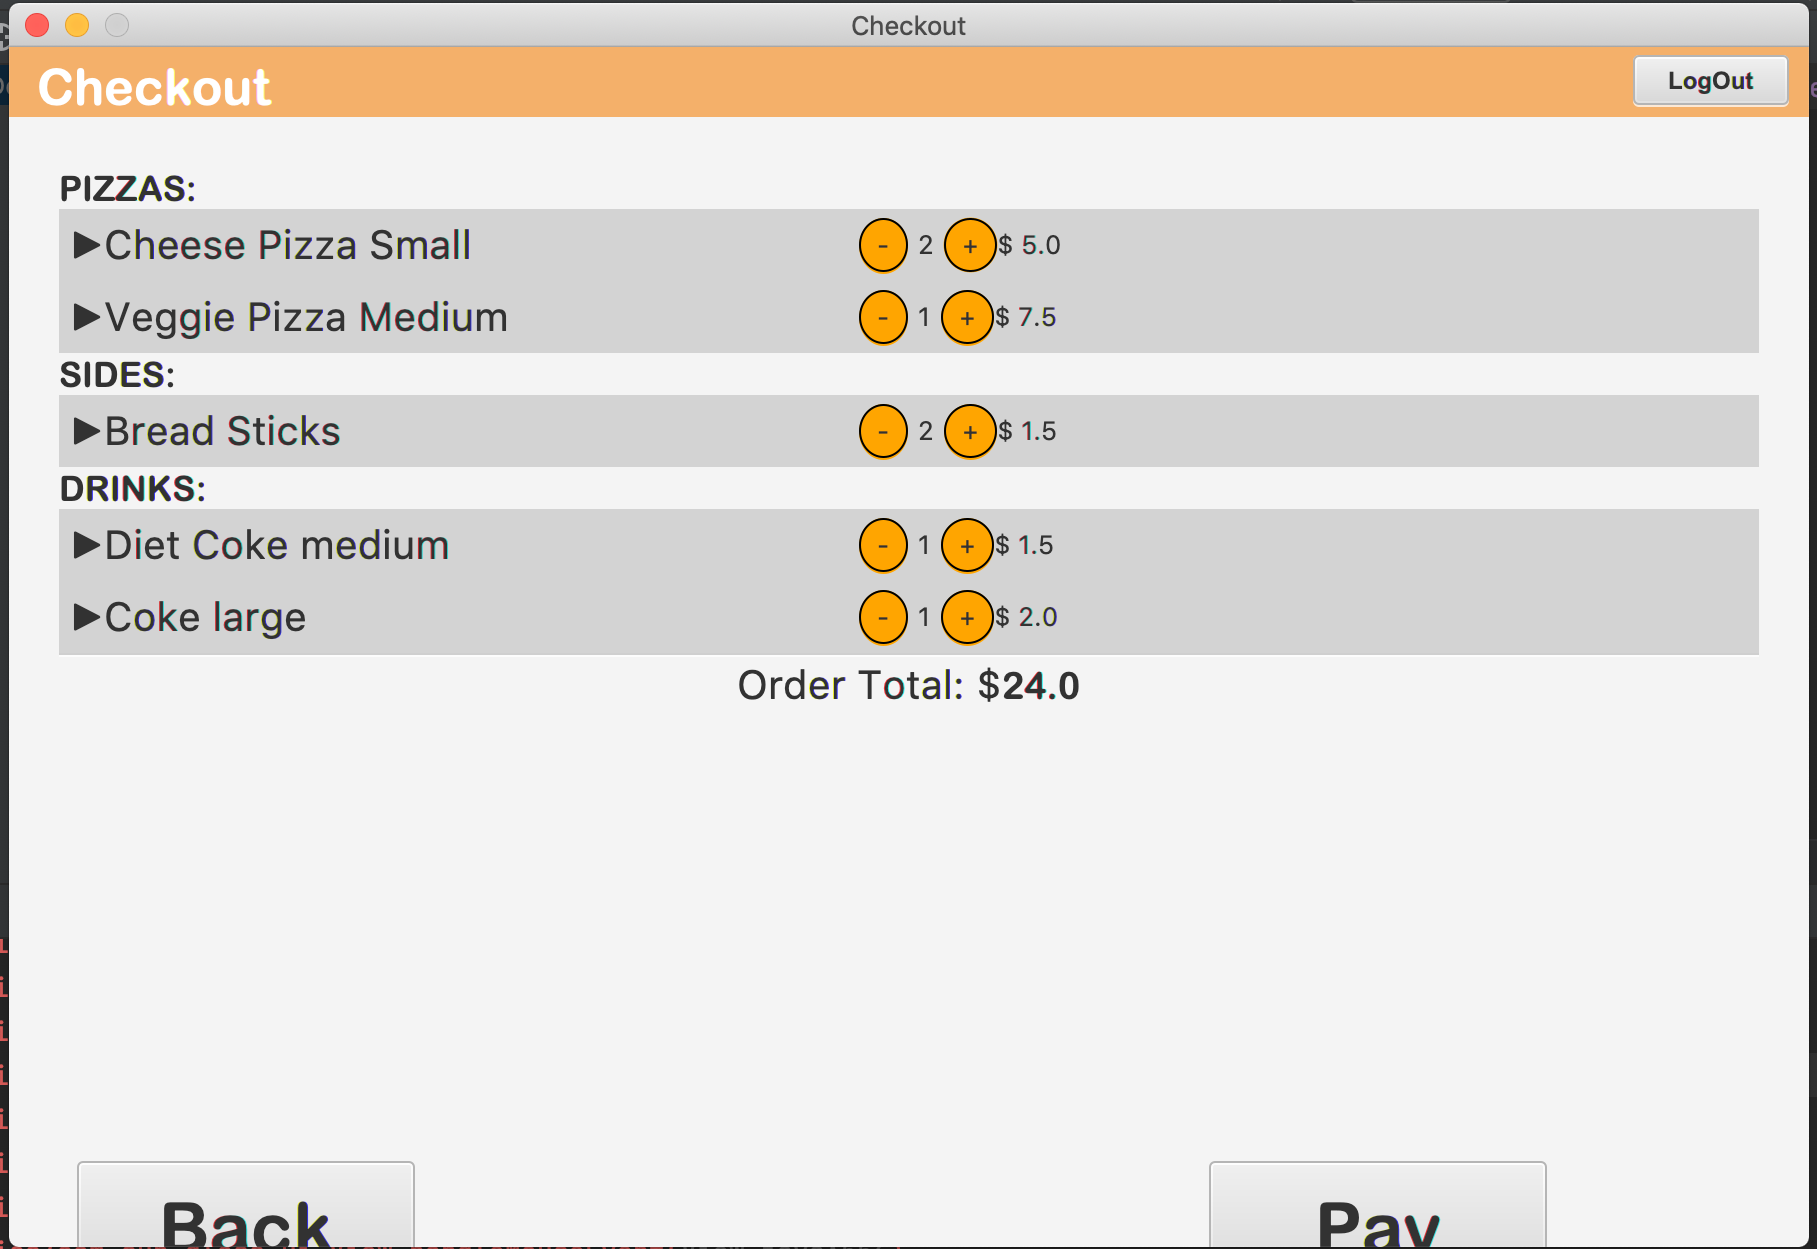 Checkout
Checkout
LogOut
PIZZAS:
▶Cheese Pizza Small - 2 + $ 5.0
▶Veggie Pizza Medium - 1 + $ 7.5
SIDES:
▶Bread Sticks - 2 + $ 1.5
DRINKS:
▶Diet Coke medium - 1 + $ 1.5
▶Coke large - 1 + $ 2.0
Order Total: $24.0
Back Pay